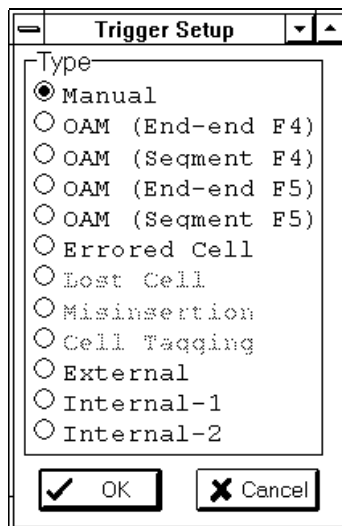 Trigger Setup
Type
Manual
OAM (End-end F4)
OAM (Segment F4)
OAM (End-end F5)
OAM (Segment F5)
Errored Cell
Lost Cell
Misinsertion
Cell Tagging
External
Internal-1
Internal-2
OK Cancel